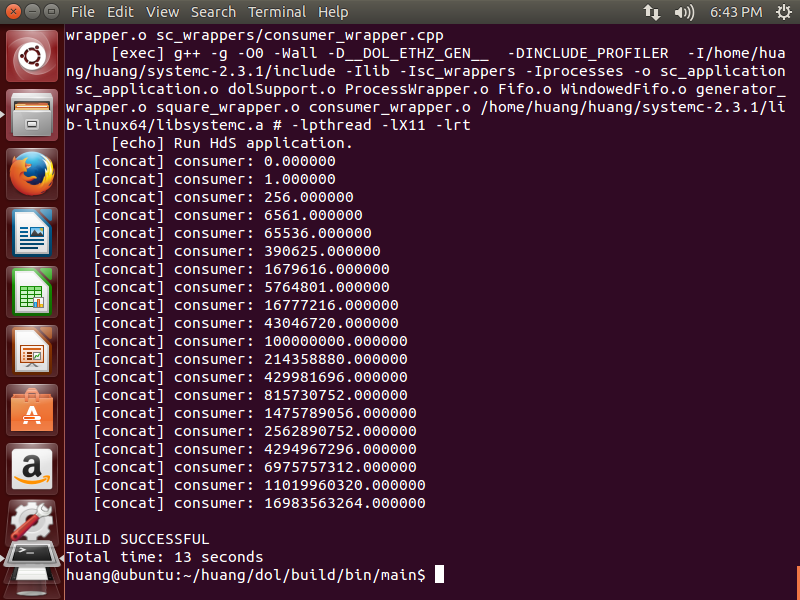 File Edit View Search Terminal Help 6:43 PM
wrapper.o sc_wrappers/consumer_wrapper.cpp
[exec] g++ -g -O0 -Wall -D__DOL_ETHZ_GEN__  -DINCLUDE_PROFILER  -I/home/hua
ng/huang/systemc-2.3.1/include -Ilib -Isc_wrappers -Iprocesses -o sc_application
sc_application.o dolSupport.o ProcessWrapper.o Fifo.o WindowedFifo.o generator_
wrapper.o square_wrapper.o consumer_wrapper.o /home/huang/huang/systemc-2.3.1/li
b-linux64/libsystemc.a # -lpthread -lX11 -lrt
[echo] Run HdS application.
[concat] consumer: 0.000000
[concat] consumer: 1.000000
[concat] consumer: 256.000000
[concat] consumer: 6561.000000
[concat] consumer: 65536.000000
[concat] consumer: 390625.000000
[concat] consumer: 1679616.000000
[concat] consumer: 5764801.000000
[concat] consumer: 16777216.000000
[concat] consumer: 43046720.000000
[concat] consumer: 100000000.000000
[concat] consumer: 214358880.000000
[concat] consumer: 429981696.000000
[concat] consumer: 815730752.000000
[concat] consumer: 1475789056.000000
[concat] consumer: 2562890752.000000
[concat] consumer: 4294967296.000000
[concat] consumer: 6975757312.000000
[concat] consumer: 11019960320.000000
[concat] consumer: 16983563264.000000
BUILD SUCCESSFUL
Total time: 13 seconds
huang@ubuntu:~/huang/dol/build/bin/main$